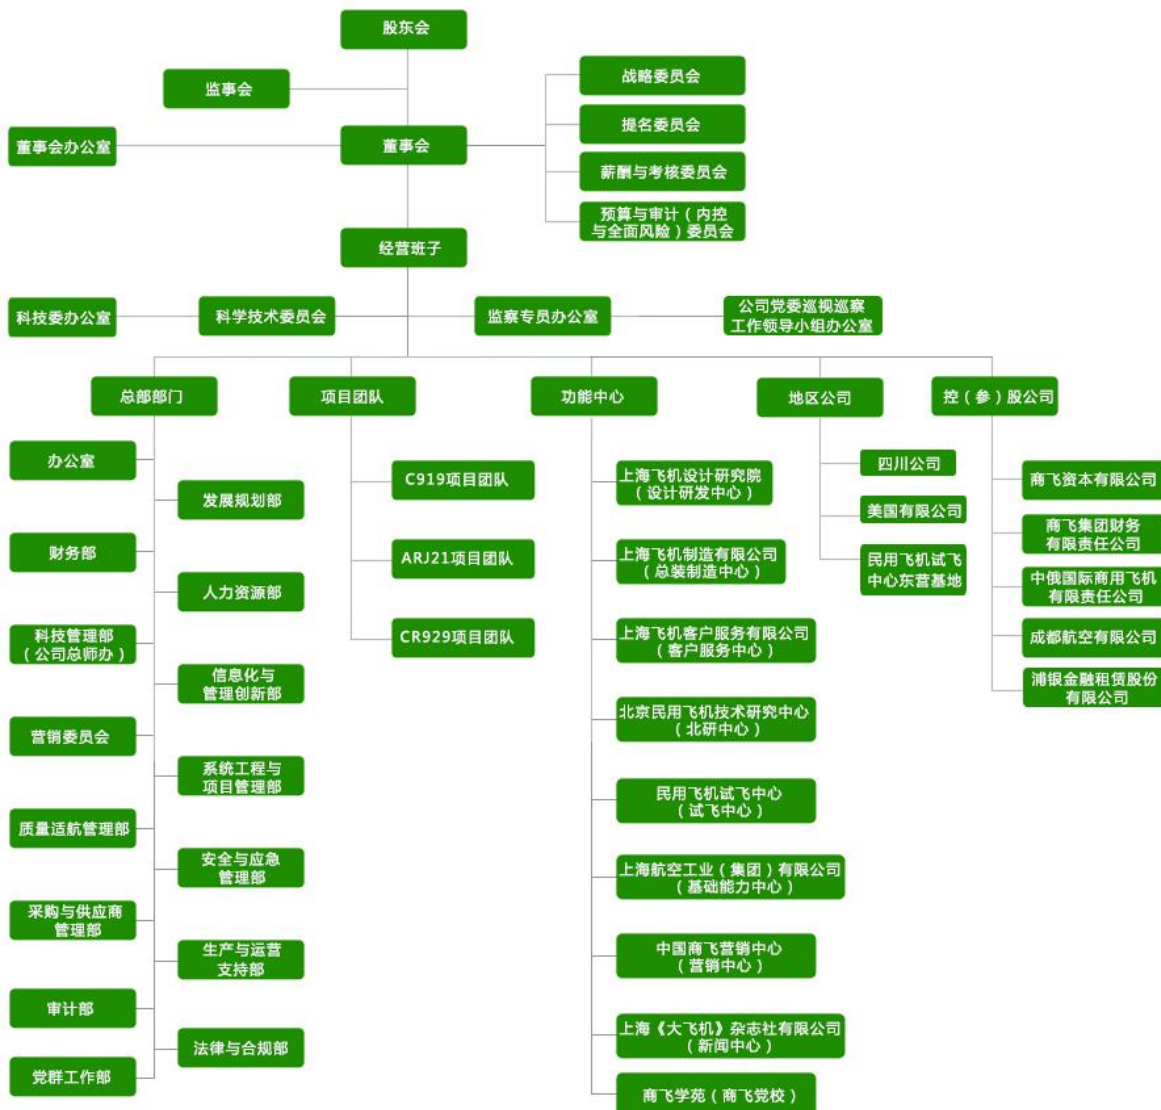 股东会
监事会
战略委员会
提名委员会
董事会办公室
董事会
薪酬与考核委员会
预算与审计（内控
与全面风险）委员会
经营班子
科技委办公室
科学技术委员会
监察专员办公室
公司党委巡视巡察
工作领导小组办公室
总部部门
项目团队
功能中心
地区公司
控（参）股公司
办公室
发展规划部
财务部
人力资源部
科技管理部
（公司总师办）
信息化与
管理创新部
营销委员会
系统工程与
项目管理部
质量适航管理部
安全与应急
管理部
采购与供应商
管理部
生产与运营
支持部
审计部
法律与合规部
党群工作部
C919项目团队
ARJ21项目团队
CR929项目团队
上海飞机设计研究院
（设计研发中心）
上海飞机制造有限公司
（总装制造中心）
上海飞机客户服务有限公司
（客户服务中心）
北京民用飞机技术研究中心
（北研中心）
民用飞机试飞中心
（试飞中心）
上海航空工业（集团）有限公司
（基础能力中心）
中国商飞营销中心
（营销中心）
上海《大飞机》杂志社有限公司
（新闻中心）
商飞学苑（商飞党校）
四川公司
美国有限公司
民用飞机试飞
中心东营基地
商飞资本有限公司
商飞集团财务
有限责任公司
中俄国际商用飞机
有限责任公司
成都航空有限公司
浦银金融租赁股份
有限公司